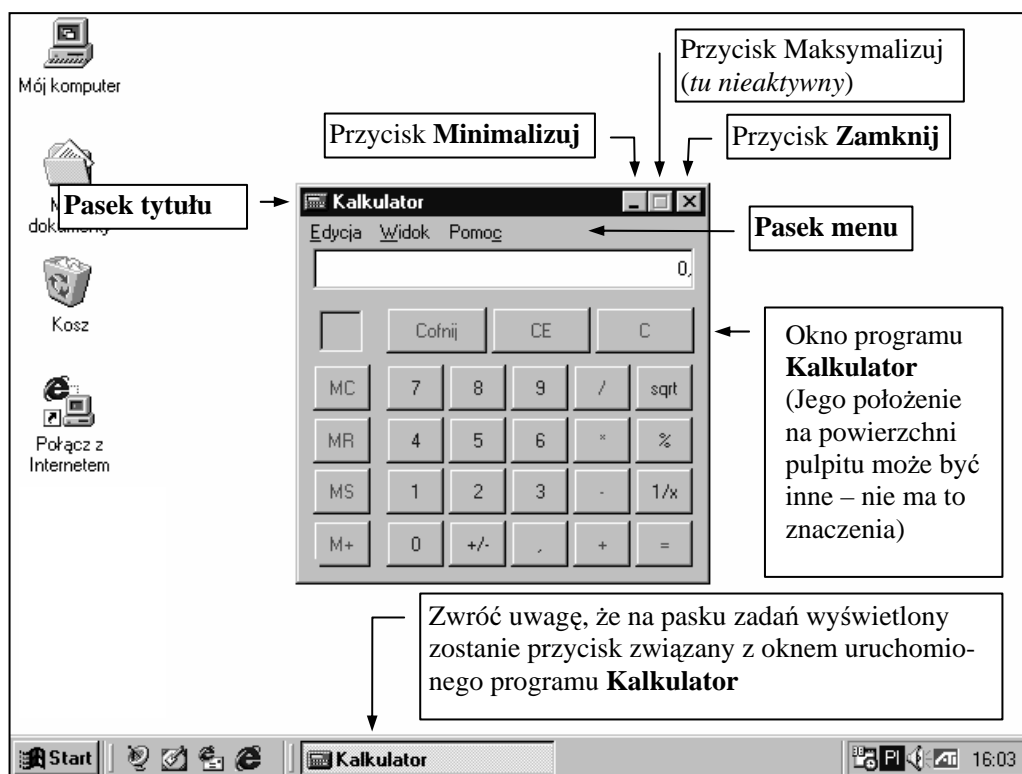 Mój komputer
Przycisk Maksymalizuj
(tu nieaktywny)
Przycisk Minimalizuj
Przycisk Zamknij
Pasek tytułu
dokumenty
Kalkulator
Edycja Widok Pomoc
Pasek menu
0,
Kosz
Cofnij CE C
MC 7 8 9 / sqrt
MR 4 5 6 * %
MS 1 2 3 - 1/x
M+ 0 +/- , + =
Okno programu
Kalkulator
(Jego położenie
na powierzchni
pulpitu może być
inne – nie ma to
znaczenia)
Połącz z
Internetem
Zwróć uwagę, że na pasku zadań wyświetlony
zostanie przycisk związany z oknem uruchomio-
nego programu Kalkulator
Start
Kalkulator
Pl
16:03